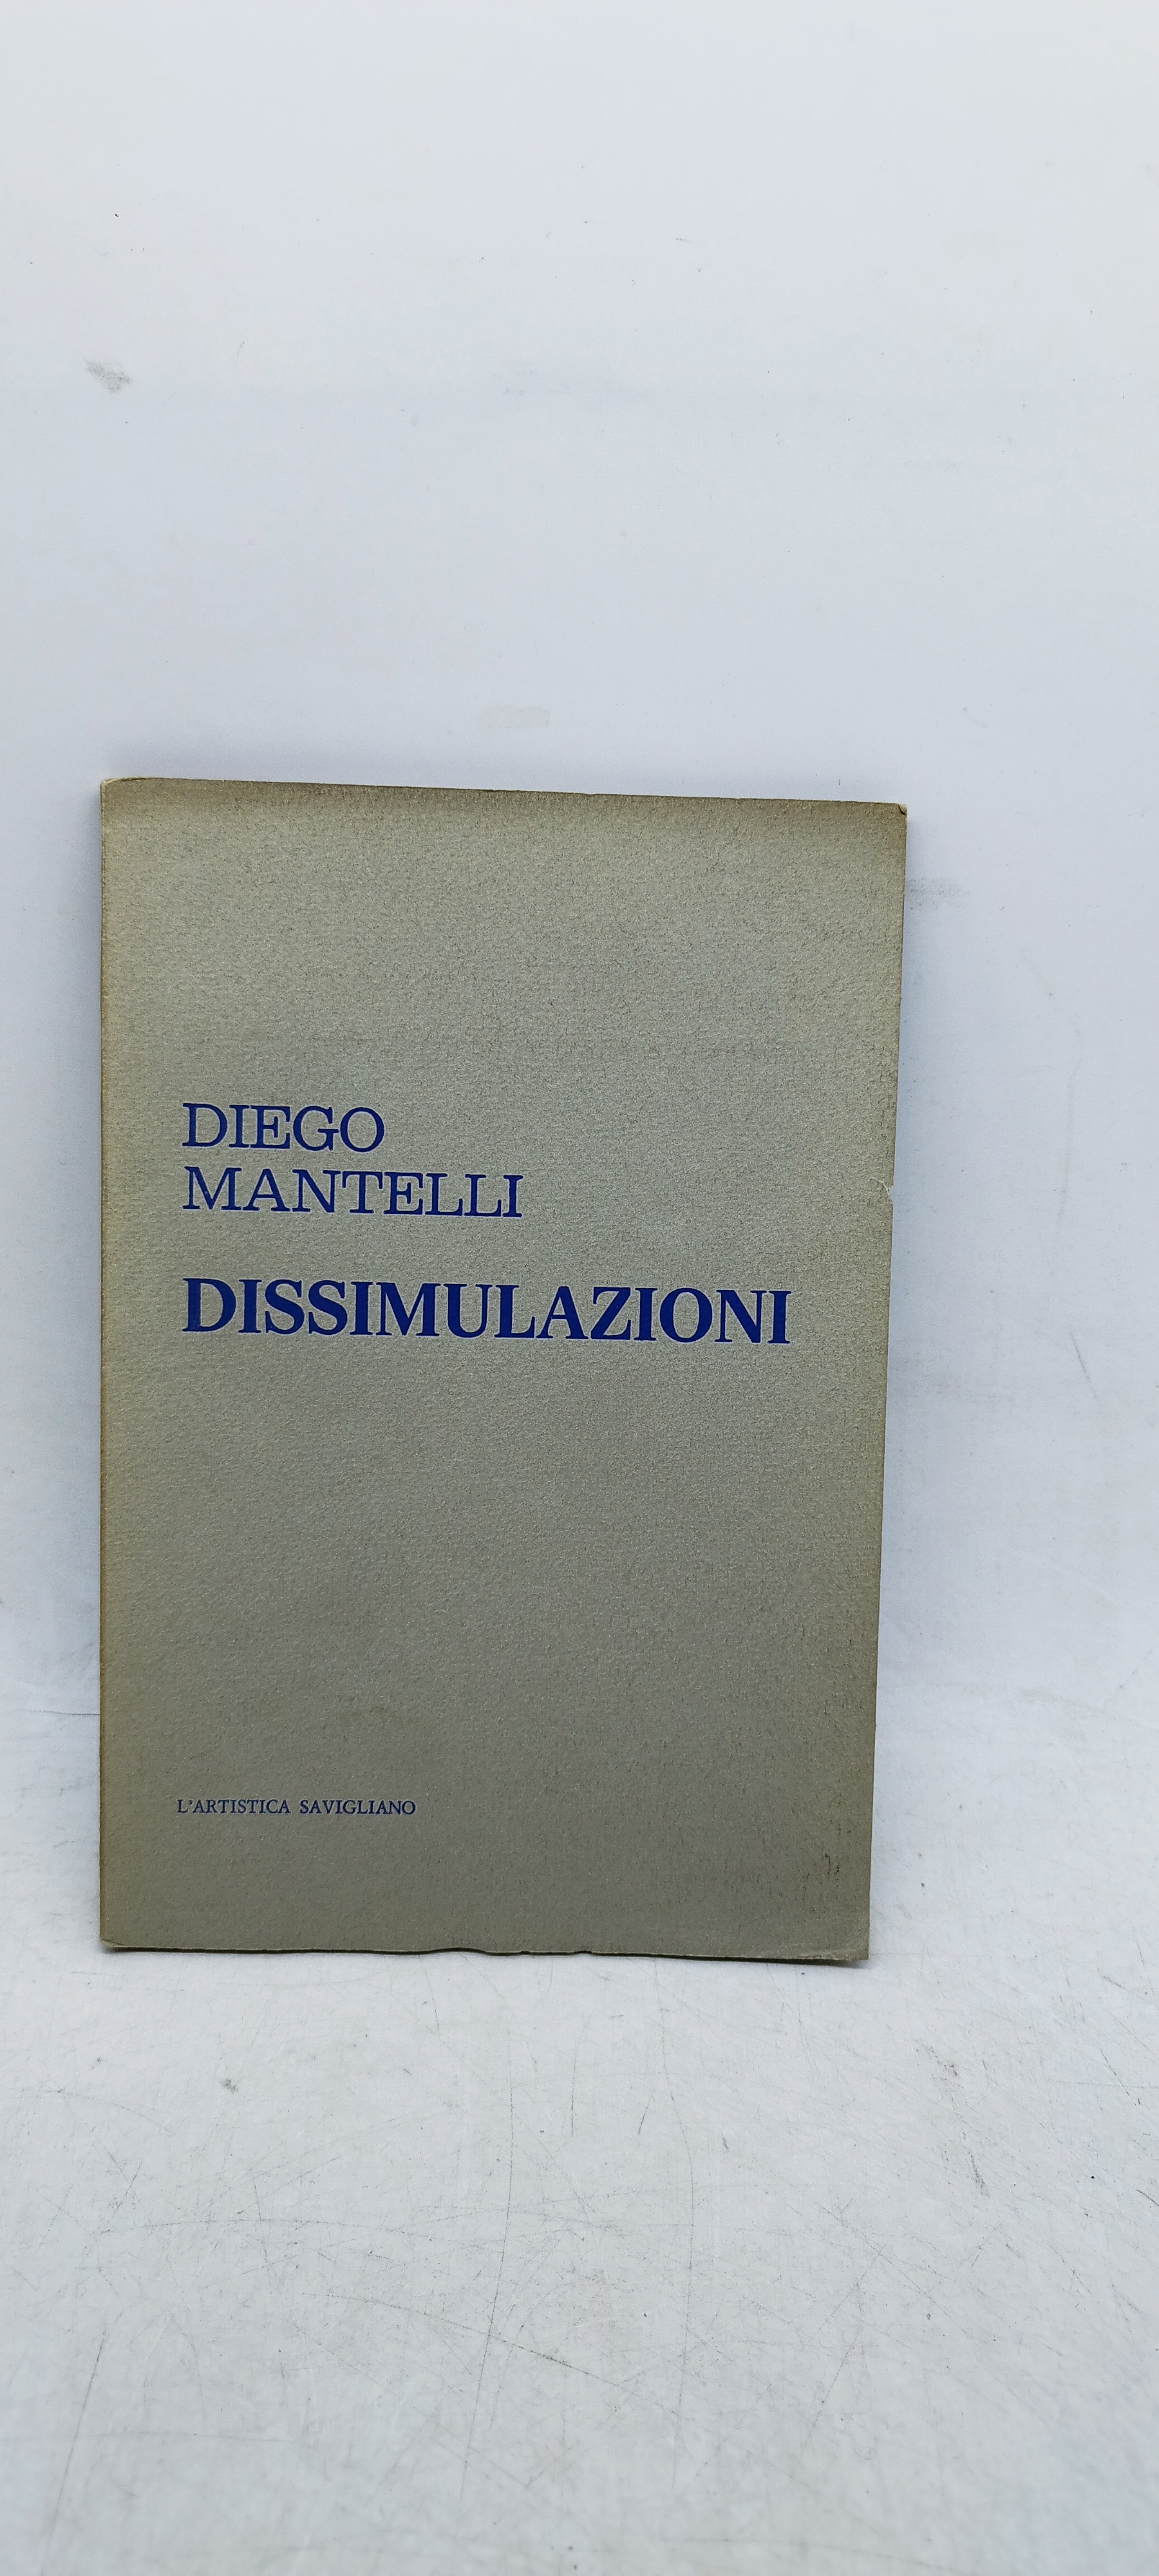 DIEGO
MANTELLI
DISSIMULAZIONI
L'ARTISTICA SAVIGLIANO